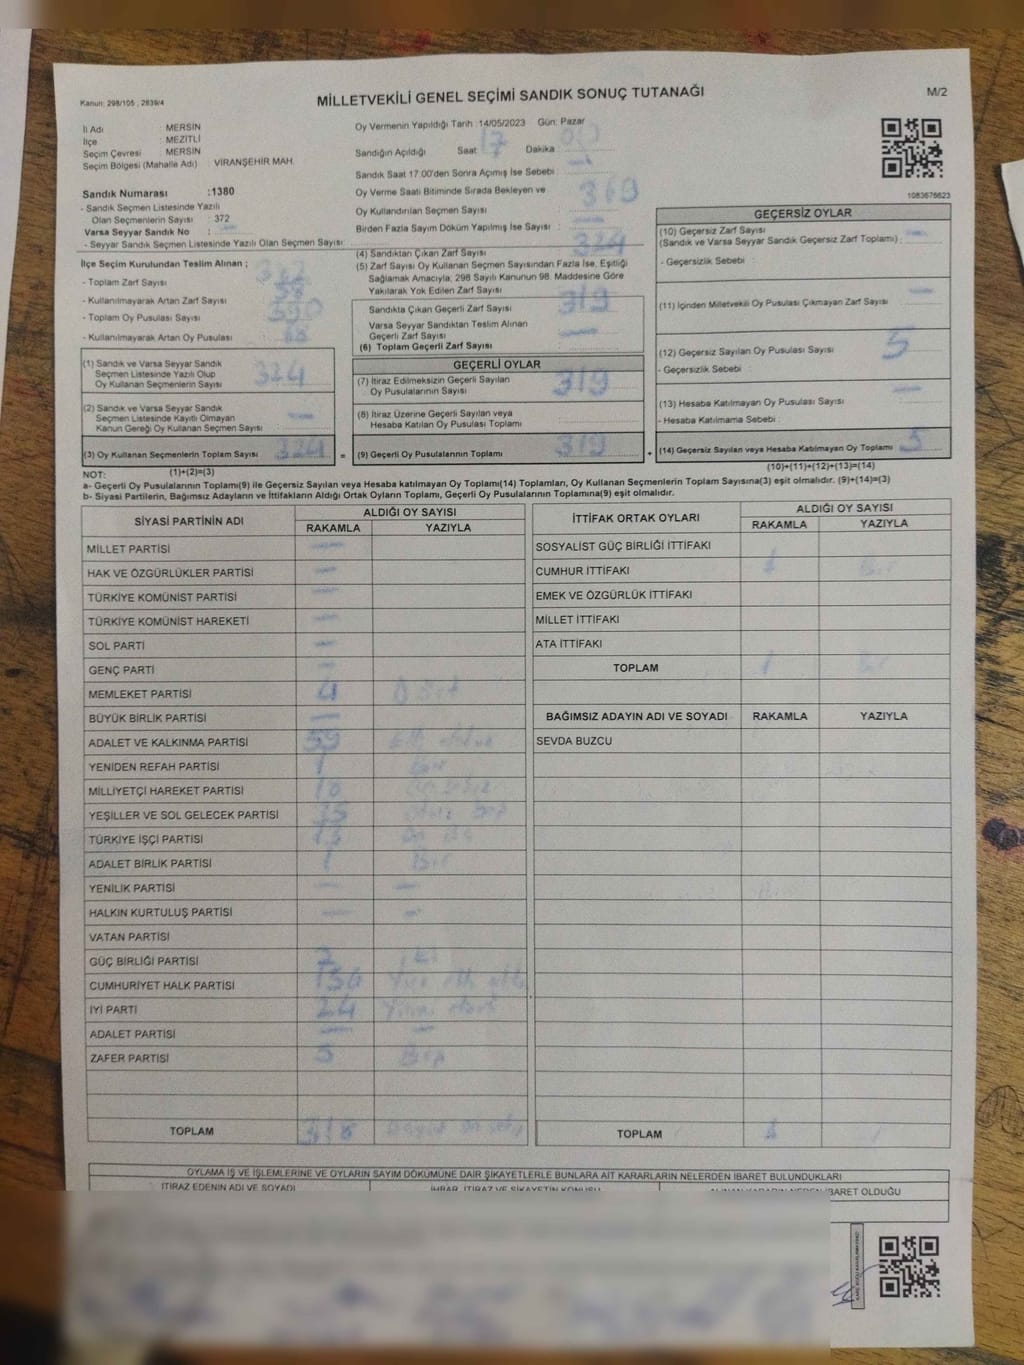 Kanun: 298/105 , 2839/4
MİLLETVEKİLİ GENEL SEÇİMİ SANDIK SONUÇ TUTANAĞI
M/2
İl Adı : MERSİN
İlçe : MEZİTLİ
Seçim Çevresi : MERSİN
Seçim Bölgesi (Mahalle Adı) VİRANŞEHİR MAH.
Sandık Numarası :1380
- Sandık Seçmen Listesinde Yazılı
Olan Seçmenlerin Sayısı : 372
Varsa Seyyar Sandık No :
- Seyyar Sandık Seçmen Listesinde Yazılı Olan Seçmen Sayısı
Oy Vermenin Yapıldığı Tarih :14/05/2023 Gün: Pazar
Sandığın Açıldığı Saat 17 Dakika 00
Sandık Saat 17.00'den Sonra Açımış İse Sebebi
Oy Verme Saati Bitiminde Sırada Bekleyen ve
Oy Kullandırılan Seçmen Sayısı
Birden Fazla Sayım Döküm Yapılmış İse Sayısı :
1083676623
İlçe Seçim Kurulundan Teslim Alınan ;
- Toplam Zarf Sayısı
- Kullanılmayarak Artan Zarf Sayısı
- Toplam Oy Pusulası Sayısı
- Kullanılmayarak Artan Oy Pusulası
(1) Sandık ve Varsa Seyyar Sandık
Seçmen Listesinde Yazılı Olup
Oy Kullanan Seçmenlerin Sayısı 324
(2) Sandık ve Varsa Seyyar Sandık
Seçmen Listesinde Kayıtlı Olmayan
Kanun Gereği Oy Kullanan Seçmen Sayısı —
(3) Oy Kullanan Seçmenlerin Toplam Sayısı 324
(1)+(2)=(3)
(4) Sandıktan Çıkan Zarf Sayısı 324
(5) Zarf Sayısı Oy Kullanan Seçmen Sayısından Fazla İse, Eşitliği
Sağlamak Amacıyla; 298 Sayılı Kanunun 98. Maddesine Göre
Yakılarak Yok Edilen Zarf Sayısı
Sandıkta Çıkan Geçerli Zarf Sayısı 319
Varsa Seyyar Sandıktan Teslim Alınan
Geçerli Zarf Sayısı —
(6) Toplam Geçerli Zarf Sayısı
GEÇERLİ OYLAR
(7) İtiraz Edilmeksizin Geçerli Sayılan
Oy Pusulalarının Sayısı 319
(8) İtiraz Üzerine Geçerli Sayılan veya
Hesaba Katılan Oy Pusulası Toplamı
= (9) Geçerli Oy Pusulalarının Toplamı 319
GEÇERSİZ OYLAR
(10) Geçersiz Zarf Sayısı
(Sandık ve Varsa Seyyar Sandık Geçersiz Zarf Toplamı) : —
- Geçersizlik Sebebi :
(11) İçinden Milletvekili Oy Pusulası Çıkmayan Zarf Sayısı —
(12) Geçersiz Sayılan Oy Pusulası Sayısı 5
- Geçersizlik Sebebi :
(13) Hesaba Katılmayan Oy Pusulası Sayısı —
- Hesaba Katılmama Sebebi :
+ (14) Geçersiz Sayılan veya Hesaba Katılmayan Oy Toplamı 5
(10)+(11)+(12)+(13)=(14)
NOT:
a- Geçerli Oy Pusulasının Toplamı(9) ile Geçersiz Sayılan veya Hesaba katılmayan Oy Toplamı(14) Toplamları, Oy Kullanan Seçmenlerin Toplam Sayısına(3) eşit olmalıdır. (9)+(14)=(3)
b- Siyasi Partilerin, Bağımsız Adayların ve İttifakların Aldığı Ortak Oyların Toplamı, Geçerli Oy Pusulalarının Toplamına(9) eşit olmalıdır.
SİYASİ PARTİNİN ADI ALDIĞI OY SAYISI
RAKAMLA YAZIYLA
MİLLET PARTİSİ —
HAK VE ÖZGÜRLÜKLER PARTİSİ —
TÜRKİYE KOMÜNİST PARTİSİ —
TÜRKİYE KOMÜNİST HAREKETİ —
SOL PARTİ —
GENÇ PARTİ —
MEMLEKET PARTİSİ 4 Dört
BÜYÜK BİRLİK PARTİSİ —
ADALET VE KALKINMA PARTİSİ 59
YENİDEN REFAH PARTİSİ 1 Bir
MİLLİYETÇİ HAREKET PARTİSİ
YEŞİLLER VE SOL GELECEK PARTİSİ
TÜRKİYE İŞÇİ PARTİSİ
ADALET BİRLİK PARTİSİ 1 Bir
YENİLİK PARTİSİ — —
HALKIN KURTULUŞ PARTİSİ — —
VATAN PARTİSİ
GÜÇ BİRLİĞİ PARTİSİ 2 İki
CUMHURİYET HALK PARTİSİ
İYİ PARTİ 24 Yirmi dört
ADALET PARTİSİ — —
ZAFER PARTİSİ 5 Beş
TOPLAM 318
İTTİFAK ORTAK OYLARI ALDIĞI OY SAYISI
RAKAMLA YAZIYLA
SOSYALİST GÜÇ BİRLİĞİ İTTİFAKI
CUMHUR İTTİFAKI 1 Bir
EMEK VE ÖZGÜRLÜK İTTİFAKI
MİLLET İTTİFAKI
ATA İTTİFAKI
TOPLAM 1 Bir
BAĞIMSIZ ADAYIN ADI VE SOYADI RAKAMLA YAZIYLA
SEVDA BUZCU
TOPLAM 1
OYLAMA İŞ VE İŞLEMLERİNE VE OYLARIN SAYIM DÖKÜMÜNE DAİR ŞİKAYETLERLE BUNLARA AİT KARARLARIN NELERDEN İBARET BULUNDUKLARI
İTİRAZ EDENİN ADI VE SOYADI İHBAR, İTİRAZ VE ŞİKAYETİN KONUSU ALINAN KARARIN NEDEN İBARET OLDUĞU